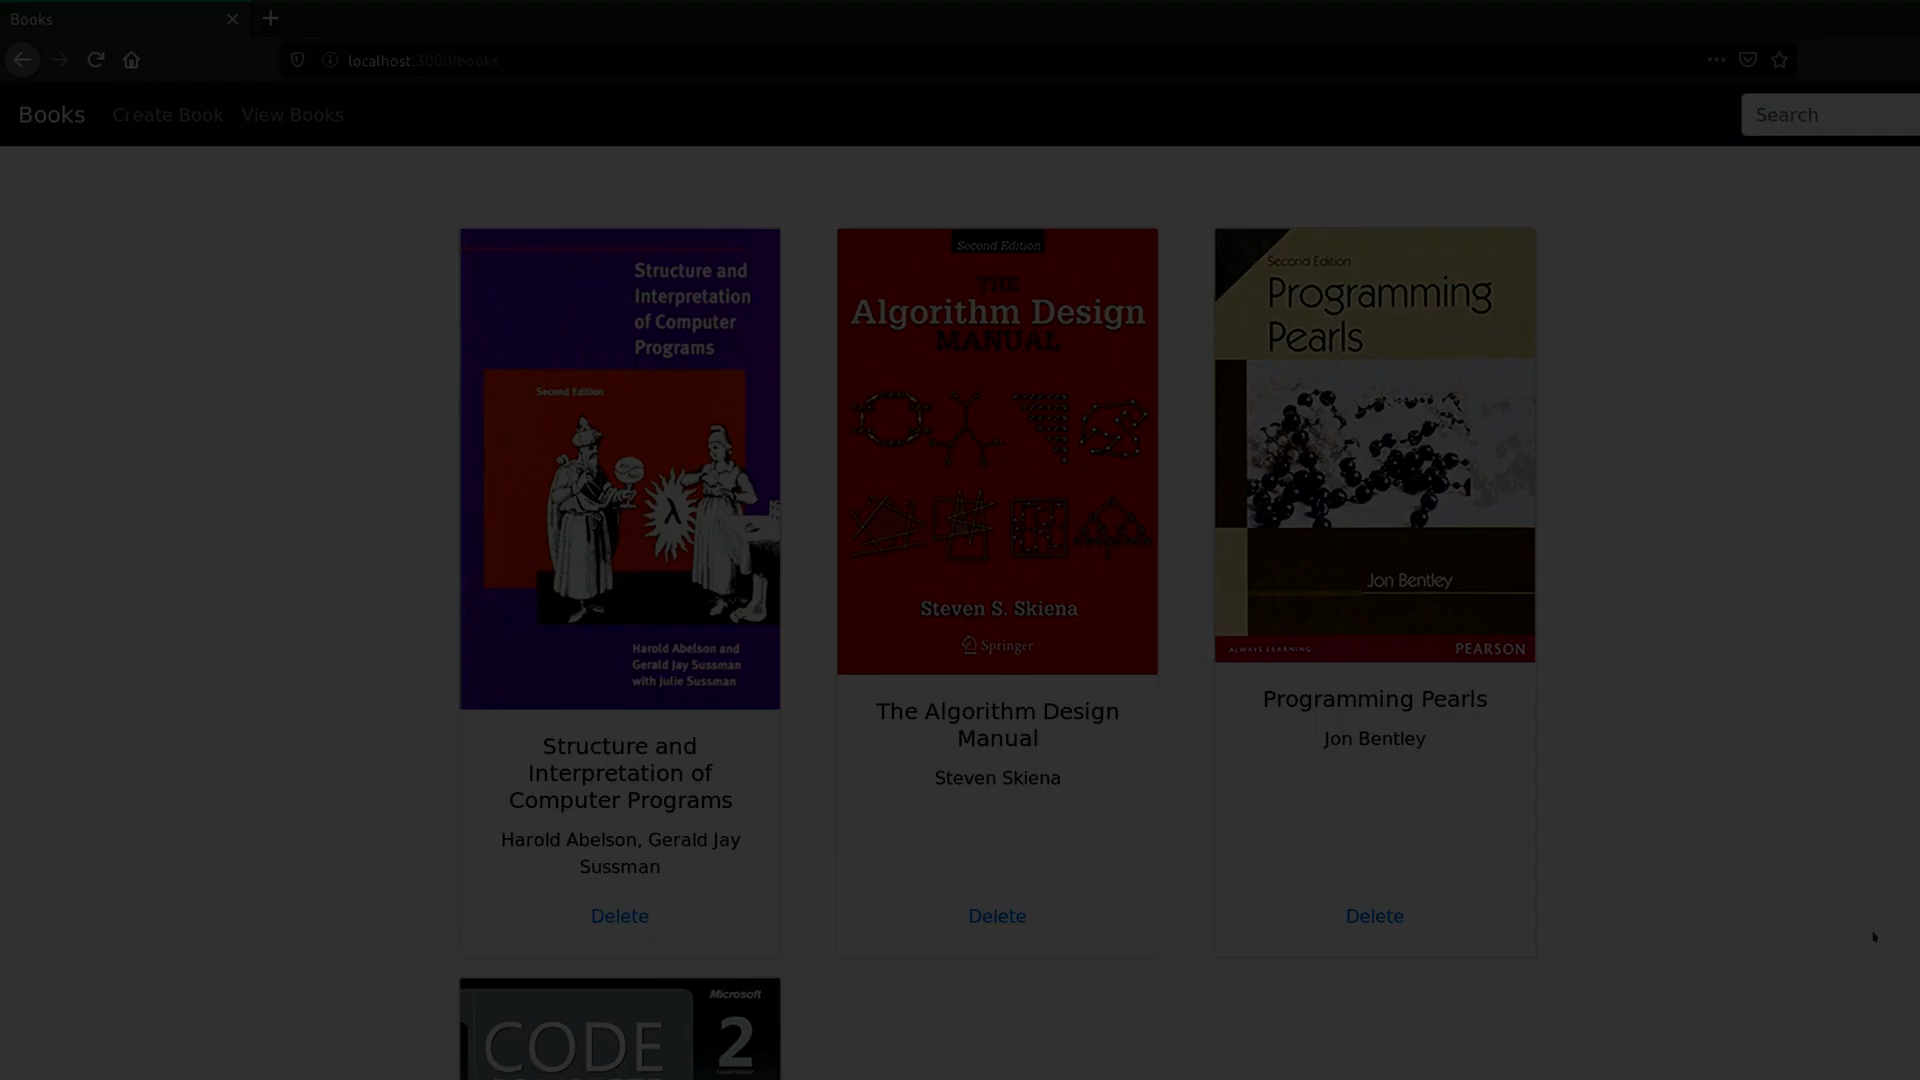 Books
localhost:3000/books
Books Create Book View Books Search
Structure and
Interpretation
of Computer
Programs
Second Edition
Harold Abelson and
Gerald Jay Sussman
with Julie Sussman
Structure and
Interpretation of
Computer Programs
Harold Abelson, Gerald Jay
Sussman
Delete
Second Edition
THE
Algorithm Design
MANUAL
Steven S. Skiena
Springer
The Algorithm Design
Manual
Steven Skiena
Delete
Second Edition
Programming
Pearls
Jon Bentley
ALWAYS LEARNING PEARSON
Programming Pearls
Jon Bentley
Delete
Microsoft
CODE 2